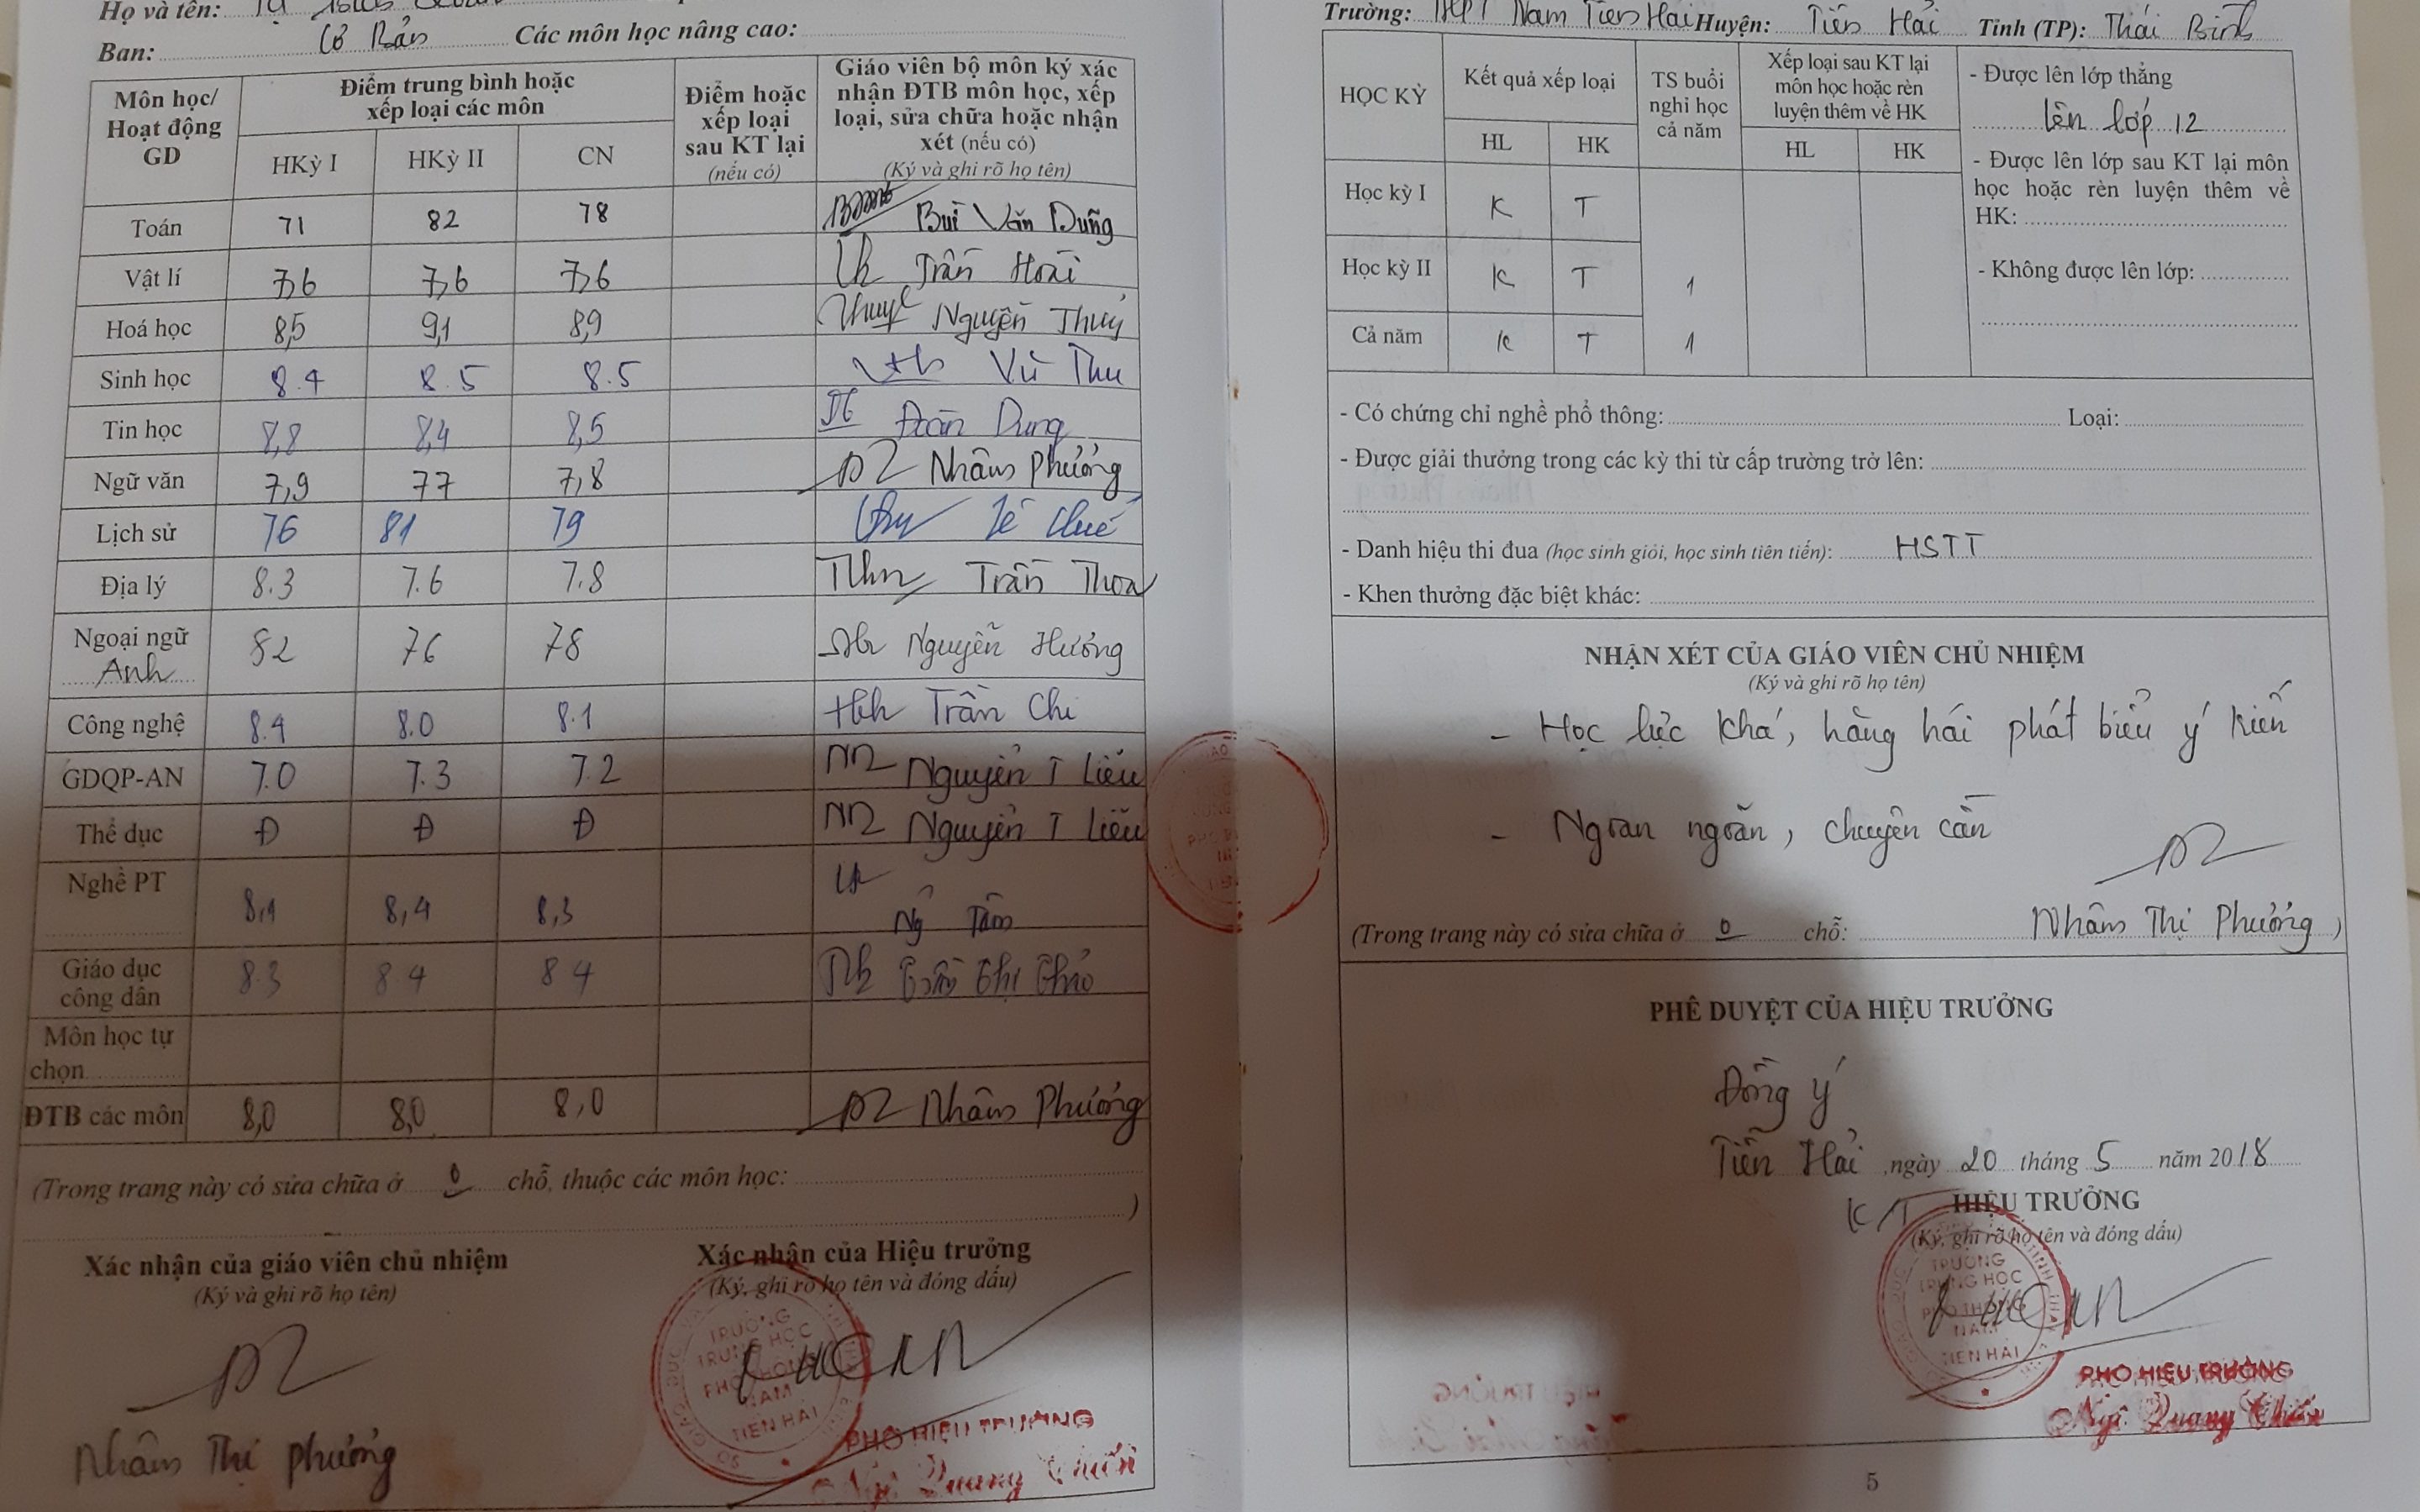 Họ và tên:
Ban: Cơ Bản Các môn học nâng cao:
Môn học/ Hoạt động GD
Điểm trung bình hoặc xếp loại các môn
HKỳ I HKỳ II CN
Điểm hoặc xếp loại sau KT lại (nếu có)
Giáo viên bộ môn ký xác nhận ĐTB môn học, xếp loại, sửa chữa hoặc nhận xét (nếu có)
(Ký và ghi rõ họ tên)
Toán 71 82 78 Bùi Văn Dũng
Vật lí 7,6 7,6 7,6 Trần Hoài
Hoá học 8,5 9,1 8,9 Nguyễn Thuý
Sinh học 8.4 8.5 8.5 Vũ Thu
Tin học 8,8 8,4 8,5 Đoàn Dung
Ngữ văn 7,9 77 7,8 Nhâm Phưởng
Lịch sử 76 81 79
Địa lý 8.3 7.6 7.8 Trần Thoa
Ngoại ngữ Anh 82 76 78 Nguyễn Hưởng
Công nghệ 8.4 8.0 8.1 Trần Chi
GDQP-AN 7.0 7.3 7.2 Nguyễn T Liễu
Thể dục Đ Đ Đ Nguyễn T Liễu
Nghề PT 8,1 8,4 8,3 Tâm
Giáo dục công dân 8.3 8 4 8 4
Môn học tự chọn
ĐTB các môn 8,0 8,0 8,0 Nhâm Phưởng
(Trong trang này có sửa chữa ở 0 chỗ, thuộc các môn học:
)
Xác nhận của giáo viên chủ nhiệm
(Ký và ghi rõ họ tên)
Nhâm Thị Phưởng
Xác nhận của Hiệu trưởng
(Ký, ghi rõ họ tên và đóng dấu)
TRƯỜNG
TRUNG HỌC
PHỔ THÔNG
NAM
TIỀN HẢI
PHÓ HIỆU TRƯỞNG
Ngô Quang Chiến
Trường: THPT Nam Tiền Hải Huyện: Tiền Hải Tỉnh (TP): Thái Bình
HỌC KỲ
Kết quả xếp loại
HL HK
TS buổi nghỉ học cả năm
Xếp loại sau KT lại môn học hoặc rèn luyện thêm về HK
HL HK
Học kỳ I K T
Học kỳ II K T 1
Cả năm K T 1
- Được lên lớp thẳng
lên lớp 12
- Được lên lớp sau KT lại môn
học hoặc rèn luyện thêm về
HK:
- Không được lên lớp:
- Có chứng chỉ nghề phổ thông: Loại:
- Được giải thưởng trong các kỳ thi từ cấp trường trở lên:
- Danh hiệu thi đua (học sinh giỏi, học sinh tiên tiến): HSTT
- Khen thưởng đặc biệt khác:
NHẬN XÉT CỦA GIÁO VIÊN CHỦ NHIỆM
(Ký và ghi rõ họ tên)
- Học lực khá, hăng hái phát biểu ý kiến
- Ngoan ngoãn, chuyên cần
Nhâm Thị Phưởng
(Trong trang này có sửa chữa ở 0 chỗ: )
PHÊ DUYỆT CỦA HIỆU TRƯỞNG
Đồng ý
Tiền Hải, ngày 20 tháng 5 năm 2018
K/T HIỆU TRƯỞNG
(Ký, ghi rõ họ tên và đóng dấu)
TRƯỜNG
TRUNG HỌC
PHỔ THÔNG
NAM
TIỀN HẢI
PHÓ HIỆU TRƯỞNG
Ngô Quang Chiến
5